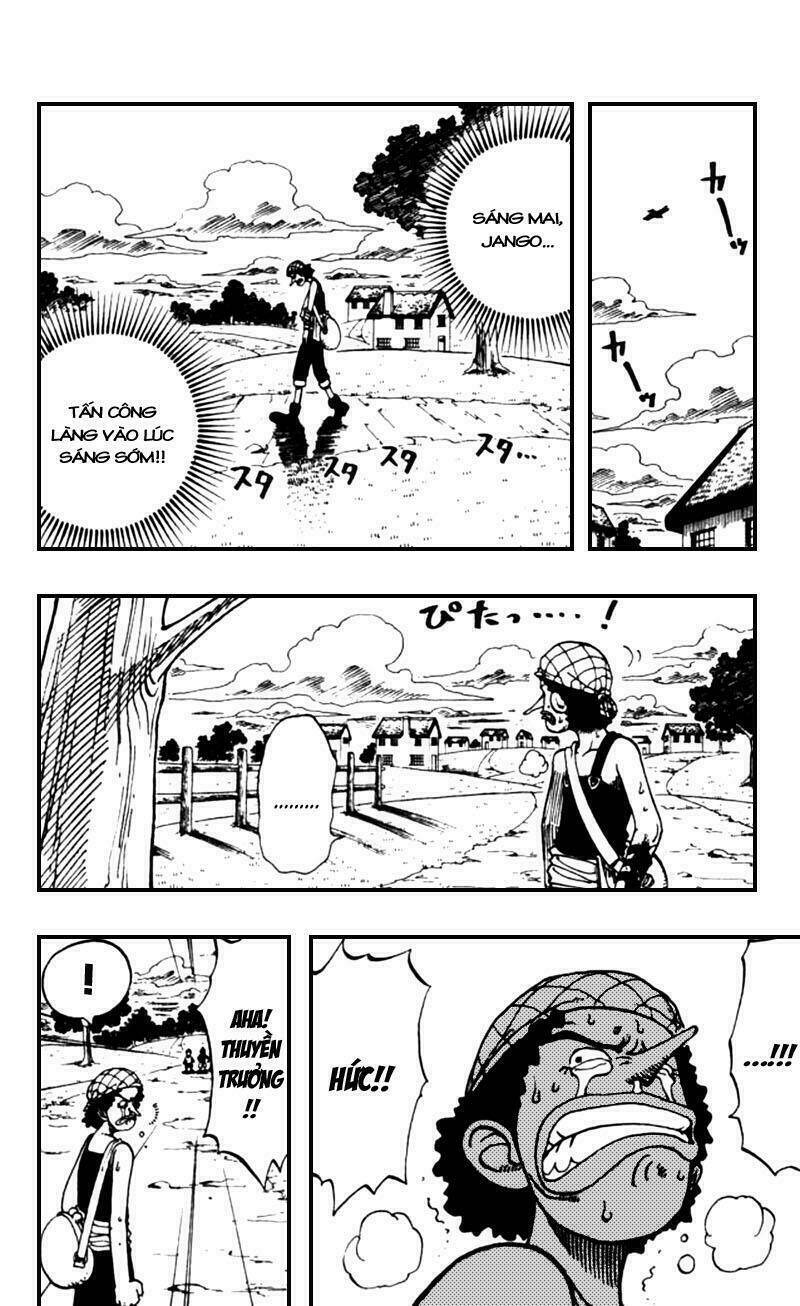 カーッ
カーッ
SÁNG MAI,
JANGO...
TẤN CÔNG
LÀNG VÀO LÚC
SÁNG SỚM!!
スタ
スタ
スタ
スタ...
ぴたっ・・・・!
..........
...!!!
HỨC!!
AHA!
THUYỀN
TRƯỞNG
!!
!